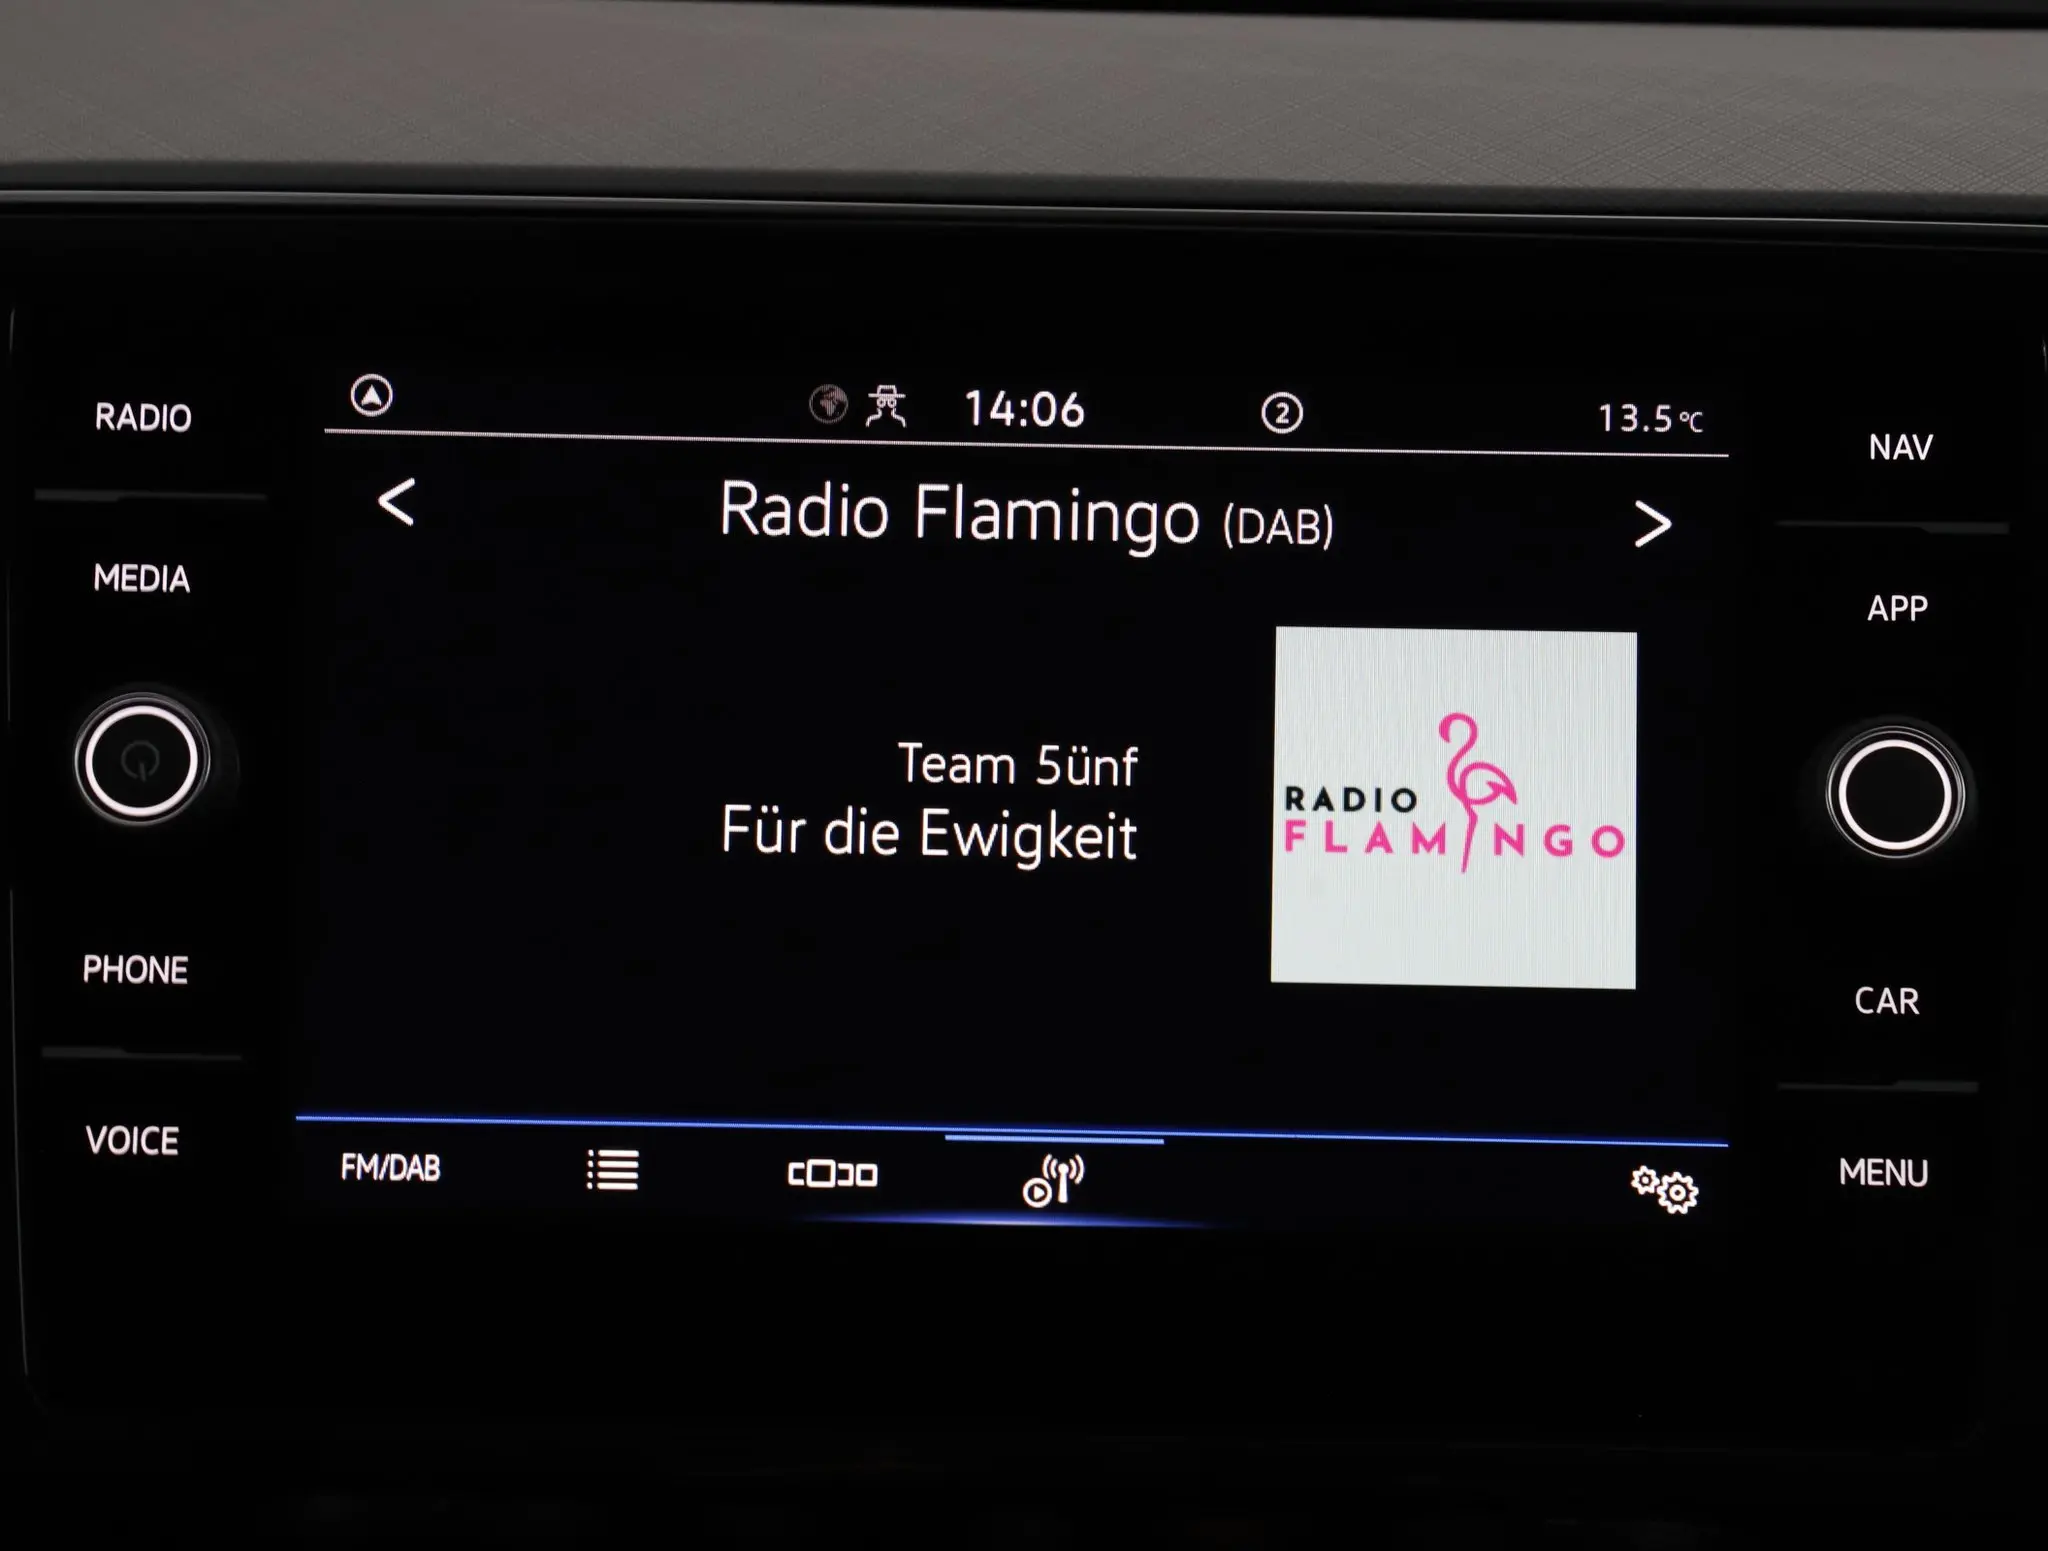 RADIO
MEDIA
PHONE
VOICE
14:06
2
13.5°C
< Radio Flamingo (DAB) >
Team 5ünf
Für die Ewigkeit
RADIO
FLAMINGO
FM/DAB
NAV
APP
CAR
MENU